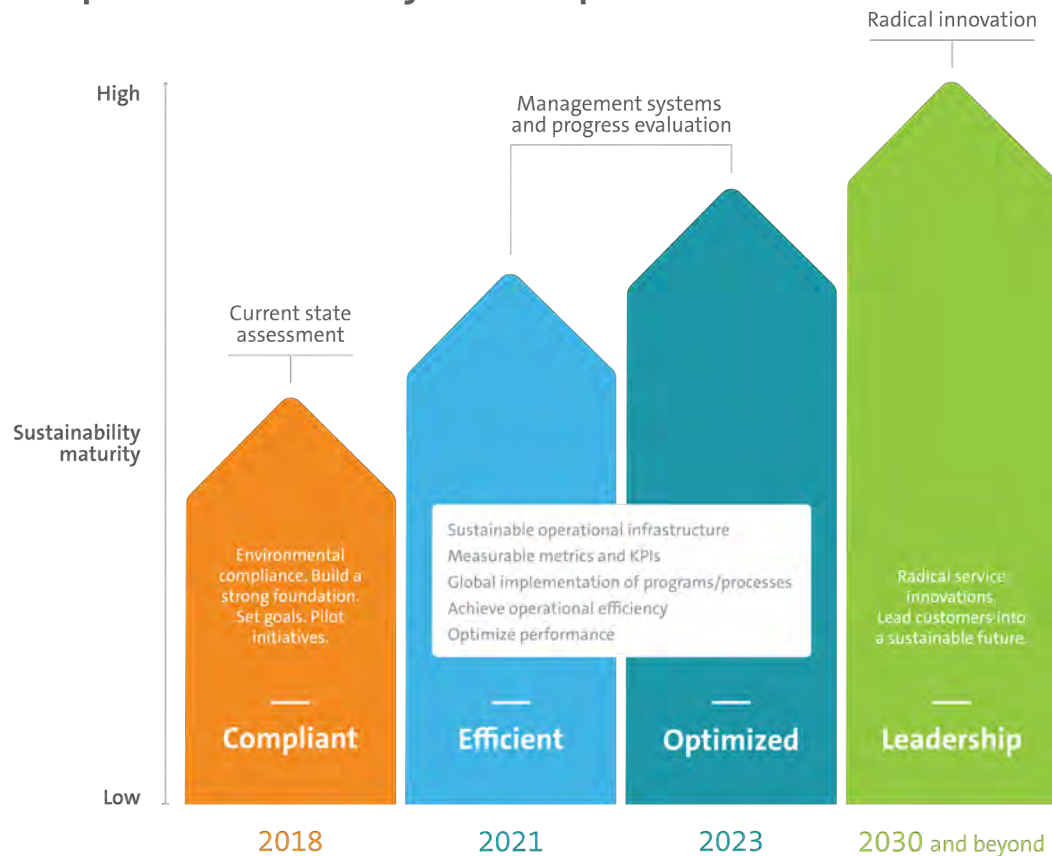 Radical innovation
High
Management systems
and progress evaluation
Current state
assessment
Sustainability
maturity
Environmental
compliance. Build a
strong foundation.
Set goals. Pilot
initiatives.
Sustainable operational infrastructure
Measurable metrics and KPIs
Global implementation of programs/processes
Achieve operational efficiency
Optimize performance
Radical service
innovations.
Lead customers into
a sustainable future.
Compliant
Efficient
Optimized
Leadership
Low
2018
2021
2023
2030 and beyond